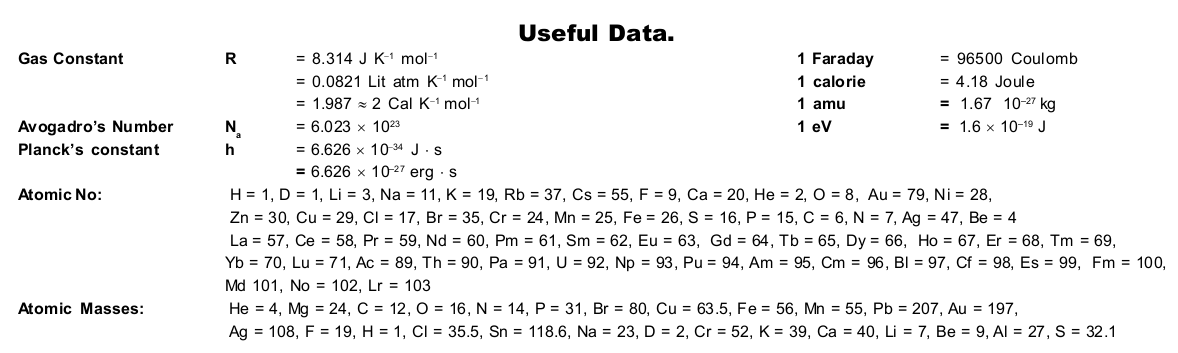 Useful Data.
Gas Constant R = 8.314 J K⁻¹ mol⁻¹ 1 Faraday = 96500 Coulomb
= 0.0821 Lit atm K⁻¹ mol⁻¹ 1 calorie = 4.18 Joule
= 1.987 ≈ 2 Cal K⁻¹ mol⁻¹ 1 amu = 1.67 10⁻²⁷ kg
Avogadro's Number Nₐ = 6.023 × 10²³ 1 eV = 1.6 × 10⁻¹⁹ J
Planck's constant h = 6.626 × 10⁻³⁴ J · s
= 6.626 × 10⁻²⁷ erg · s
Atomic No: H = 1, D = 1, Li = 3, Na = 11, K = 19, Rb = 37, Cs = 55, F = 9, Ca = 20, He = 2, O = 8, Au = 79, Ni = 28,
Zn = 30, Cu = 29, Cl = 17, Br = 35, Cr = 24, Mn = 25, Fe = 26, S = 16, P = 15, C = 6, N = 7, Ag = 47, Be = 4
La = 57, Ce = 58, Pr = 59, Nd = 60, Pm = 61, Sm = 62, Eu = 63, Gd = 64, Tb = 65, Dy = 66, Ho = 67, Er = 68, Tm = 69,
Yb = 70, Lu = 71, Ac = 89, Th = 90, Pa = 91, U = 92, Np = 93, Pu = 94, Am = 95, Cm = 96, Bl = 97, Cf = 98, Es = 99, Fm = 100,
Md 101, No = 102, Lr = 103
Atomic Masses: He = 4, Mg = 24, C = 12, O = 16, N = 14, P = 31, Br = 80, Cu = 63.5, Fe = 56, Mn = 55, Pb = 207, Au = 197,
Ag = 108, F = 19, H = 1, Cl = 35.5, Sn = 118.6, Na = 23, D = 2, Cr = 52, K = 39, Ca = 40, Li = 7, Be = 9, Al = 27, S = 32.1